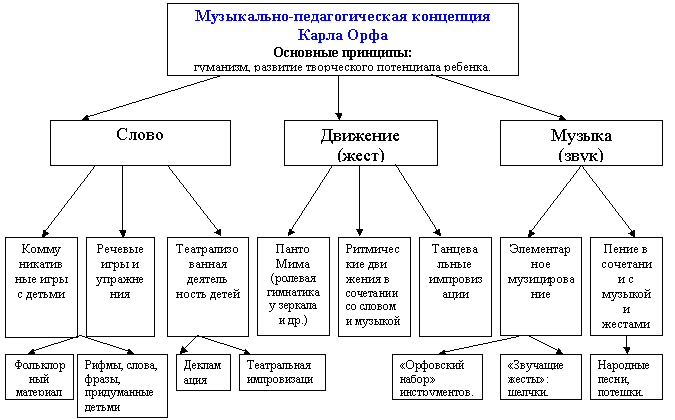 Музыкально-педагогическая концепция
Карла Орфа
Основные принципы:
гуманизм, развитие творческого потенциала ребенка.
Слово
Движение
(жест)
Музыка
(звук)
Комму
никатив
ные игры
с детьми
Речевые
игры и
упражне
ния
Театрализо
ванная
деятель
ность детей
Панто
Мима
(ролевая
гимнатика
у зеркала
и др.)
Ритмичес
кие дви
жения в
сочетании
со словом
и музыкой
Танцева
льные
импровиз
ации
Элементар
ное
музицирова
ние
Пение в
сочетани
и с
музыкой
и
жестами
Фольклор
ный
материал
Рифмы, слова,
фразы,
придуманные
детьми
Деклам
ация
Театральная
импровизаци
«Орфовский
набор»
инструментов.
«Звучащие
жесты»:
щелчки.
Народные
песни,
потешки.